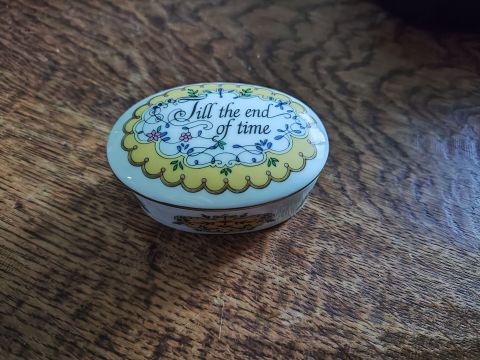 Till the end
of time